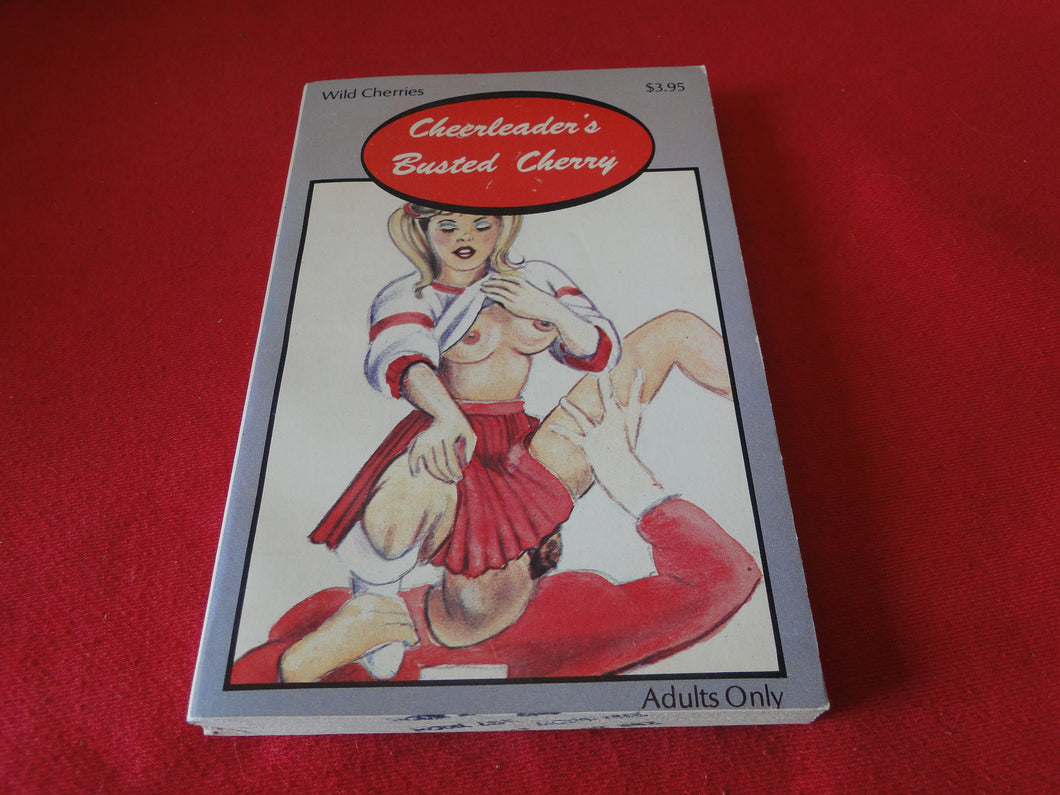 Wild Cherries
$3.95
Cheerleader's
Busted Cherry
Adults Only